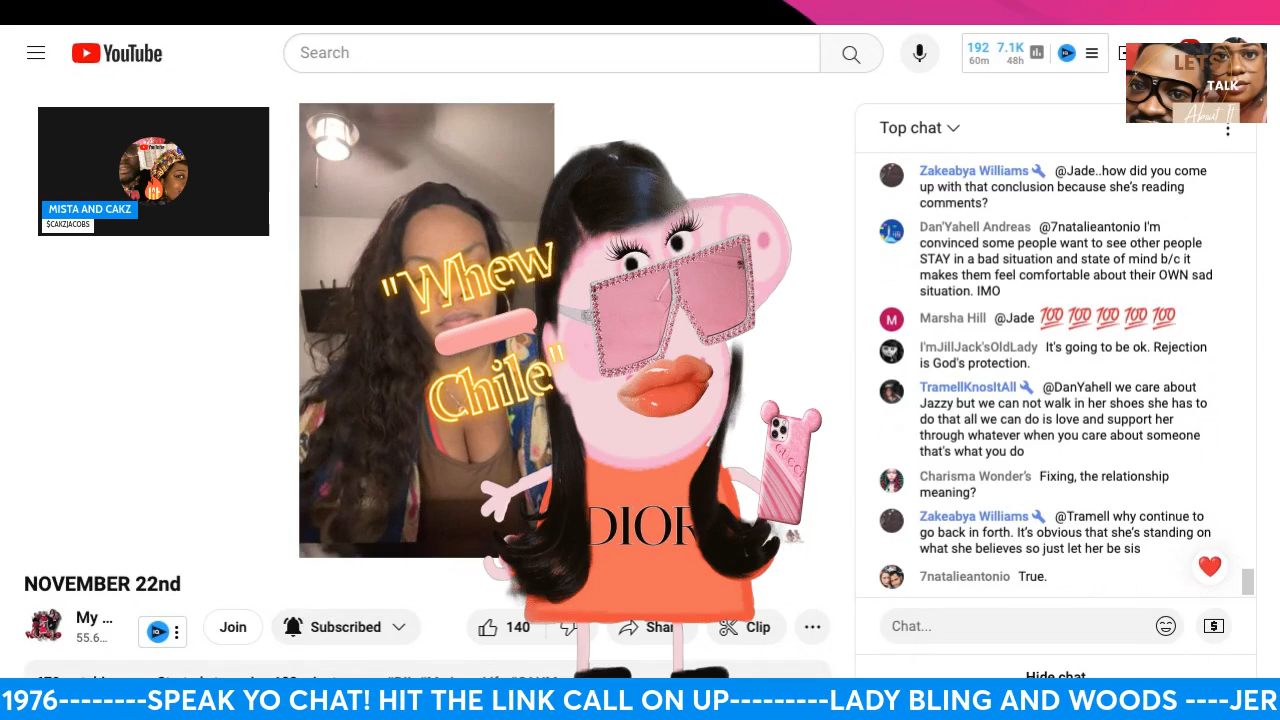 YouTube
Search
192 7.1K
60m 48h
LETS
TALK
About It
Top chat
MISTA AND CAKZ
$CAKZJACOBS
"Whew
Chile"
GUCCI
DIOR
Zakeabya Williams @Jade..how did you come
up with that conclusion because she's reading
comments?
Dan'Yahell Andreas @7natalieantonio I'm
convinced some people want to see other people
STAY in a bad situation and state of mind b/c it
makes them feel comfortable about their OWN sad
situation. IMO
M Marsha Hill @Jade 💯 💯 💯 💯 💯
I'mJillJack'sOldLady It's going to be ok. Rejection
is God's protection.
TramellKnosItAll @DanYahell we care about
Jazzy but we can not walk in her shoes she has to
do that all we can do is love and support her
through whatever when you care about someone
that's what you do
Charisma Wonder's Fixing, the relationship
meaning?
Zakeabya Williams @Tramell why continue to
go back in forth. It's obvious that she's standing on
what she believes so just let her be sis
7natalieantonio True.
Chat...
Hide chat
NOVEMBER 22nd
My ...
55.6...
Join
Subscribed
140
Shar
Clip
1976--------SPEAK YO CHAT! HIT THE LINK CALL ON UP---------LADY BLING AND WOODS ----JER